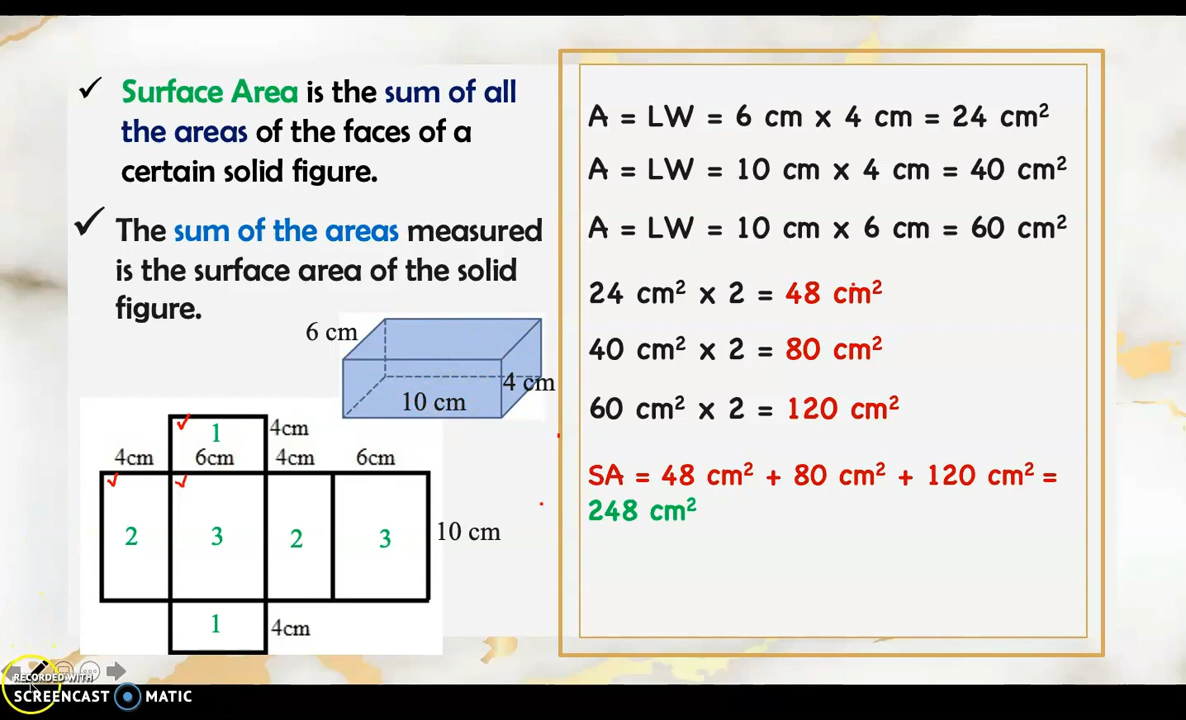 Surface Area is the sum of all
the areas of the faces of a
certain solid figure.
The sum of the areas measured
is the surface area of the solid
figure.
6 cm
4 cm
10 cm
1
4cm
4cm
6cm
4cm
6cm
2
3
2
3
10 cm
1
4cm
A = LW = 6 cm x 4 cm = 24 cm²
A = LW = 10 cm x 4 cm = 40 cm²
A = LW = 10 cm x 6 cm = 60 cm²
24 cm² x 2 = 48 cm²
40 cm² x 2 = 80 cm²
60 cm² x 2 = 120 cm²
SA = 48 cm² + 80 cm² + 120 cm² =
248 cm²
RECORDED WITH
SCREENCAST MATIC